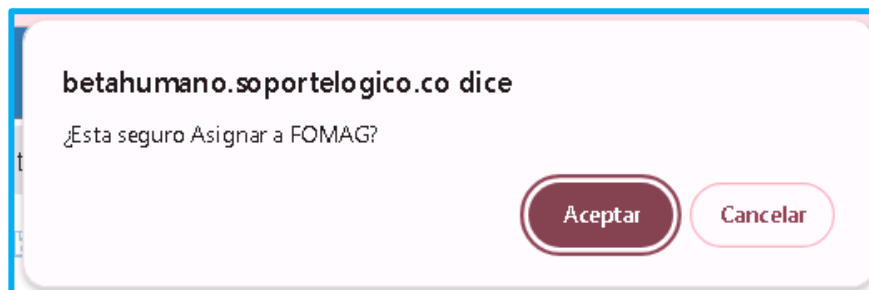 betahumano.soportelogico.co dice
¿Esta seguro Asignar a FOMAG?
Aceptar Cancelar